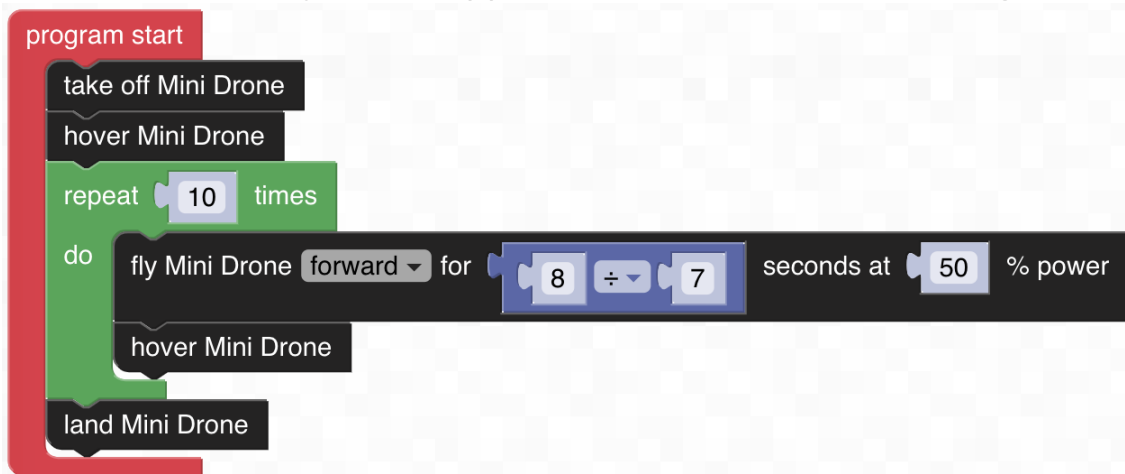 program start
take off Mini Drone
hover Mini Drone
repeat 10 times
do
fly Mini Drone forward for 8 ÷ 7 seconds at 50 % power
hover Mini Drone
land Mini Drone